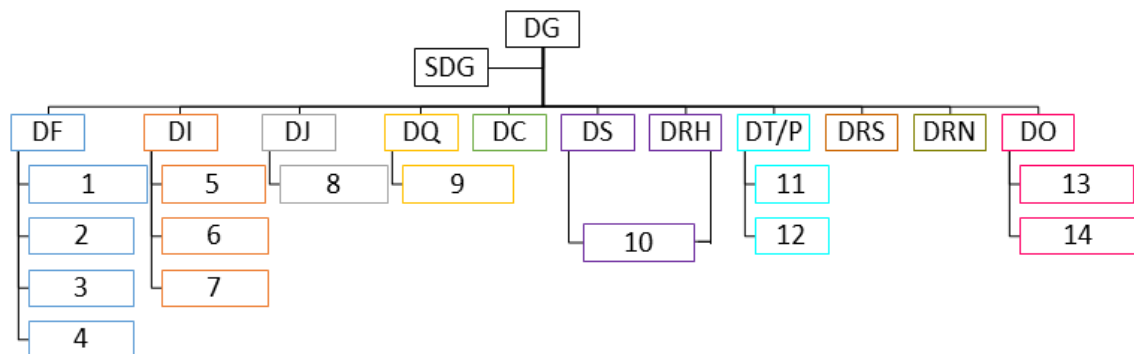 DG
SDG
DF DI DJ DQ DC DS DRH DT/P DRS DRN DO
1 5 8 9 11 13
2 6 10 12 14
3 7
4